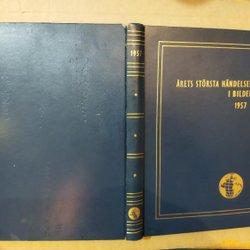 1957
ÅRETS STÖRSTA HÄNDELSE
I BILDE
1957